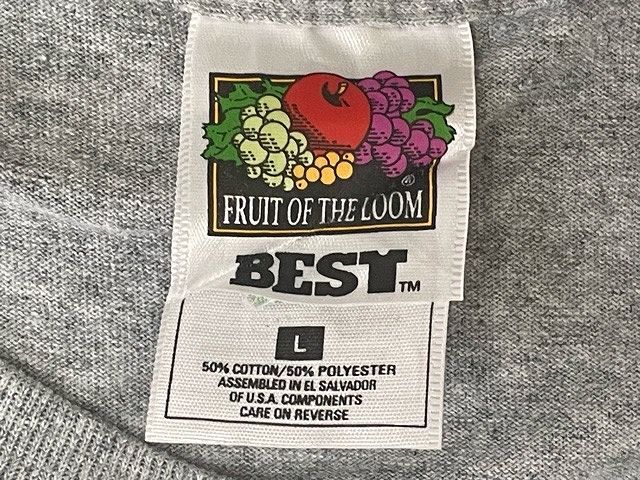 ®
FRUIT OF THE LOOM
BEST™
L
50% COTTON/50% POLYESTER
ASSEMBLED IN EL SALVADOR
OF U.S.A. COMPONENTS
CARE ON REVERSE